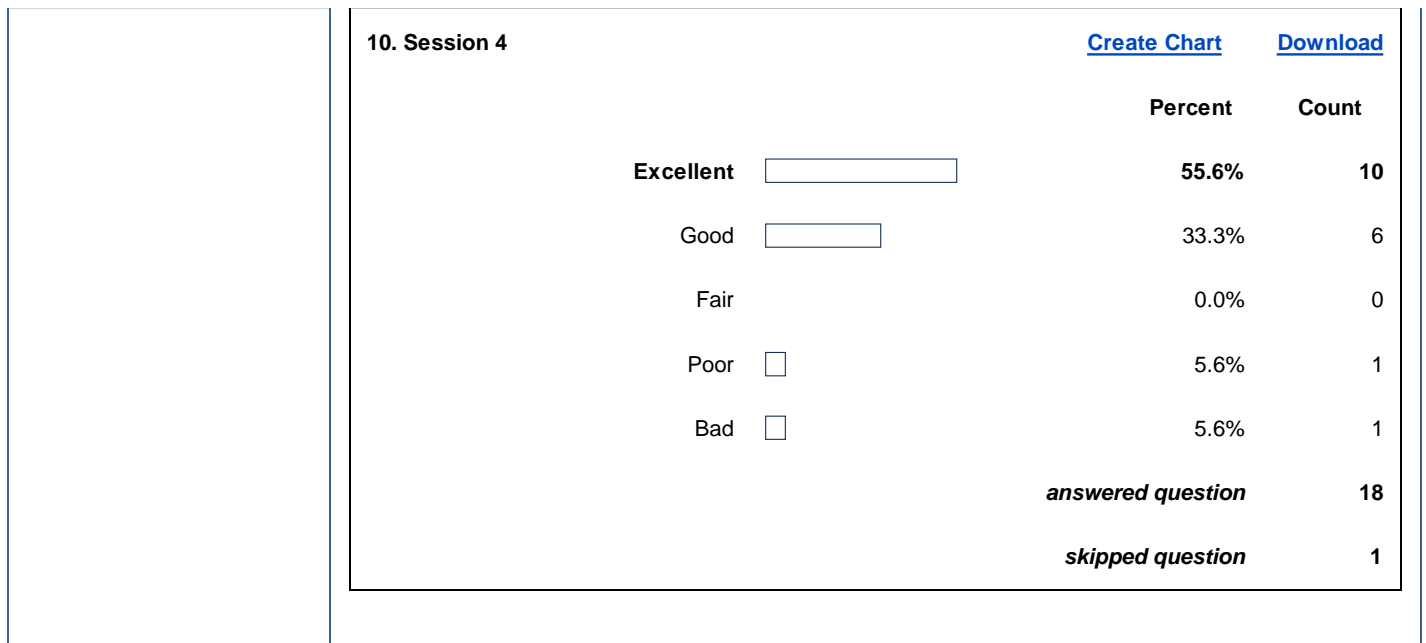 10. Session 4 Create Chart Download
Percent Count
Excellent 55.6% 10
Good 33.3% 6
Fair 0.0% 0
Poor 5.6% 1
Bad 5.6% 1
answered question 18
skipped question 1